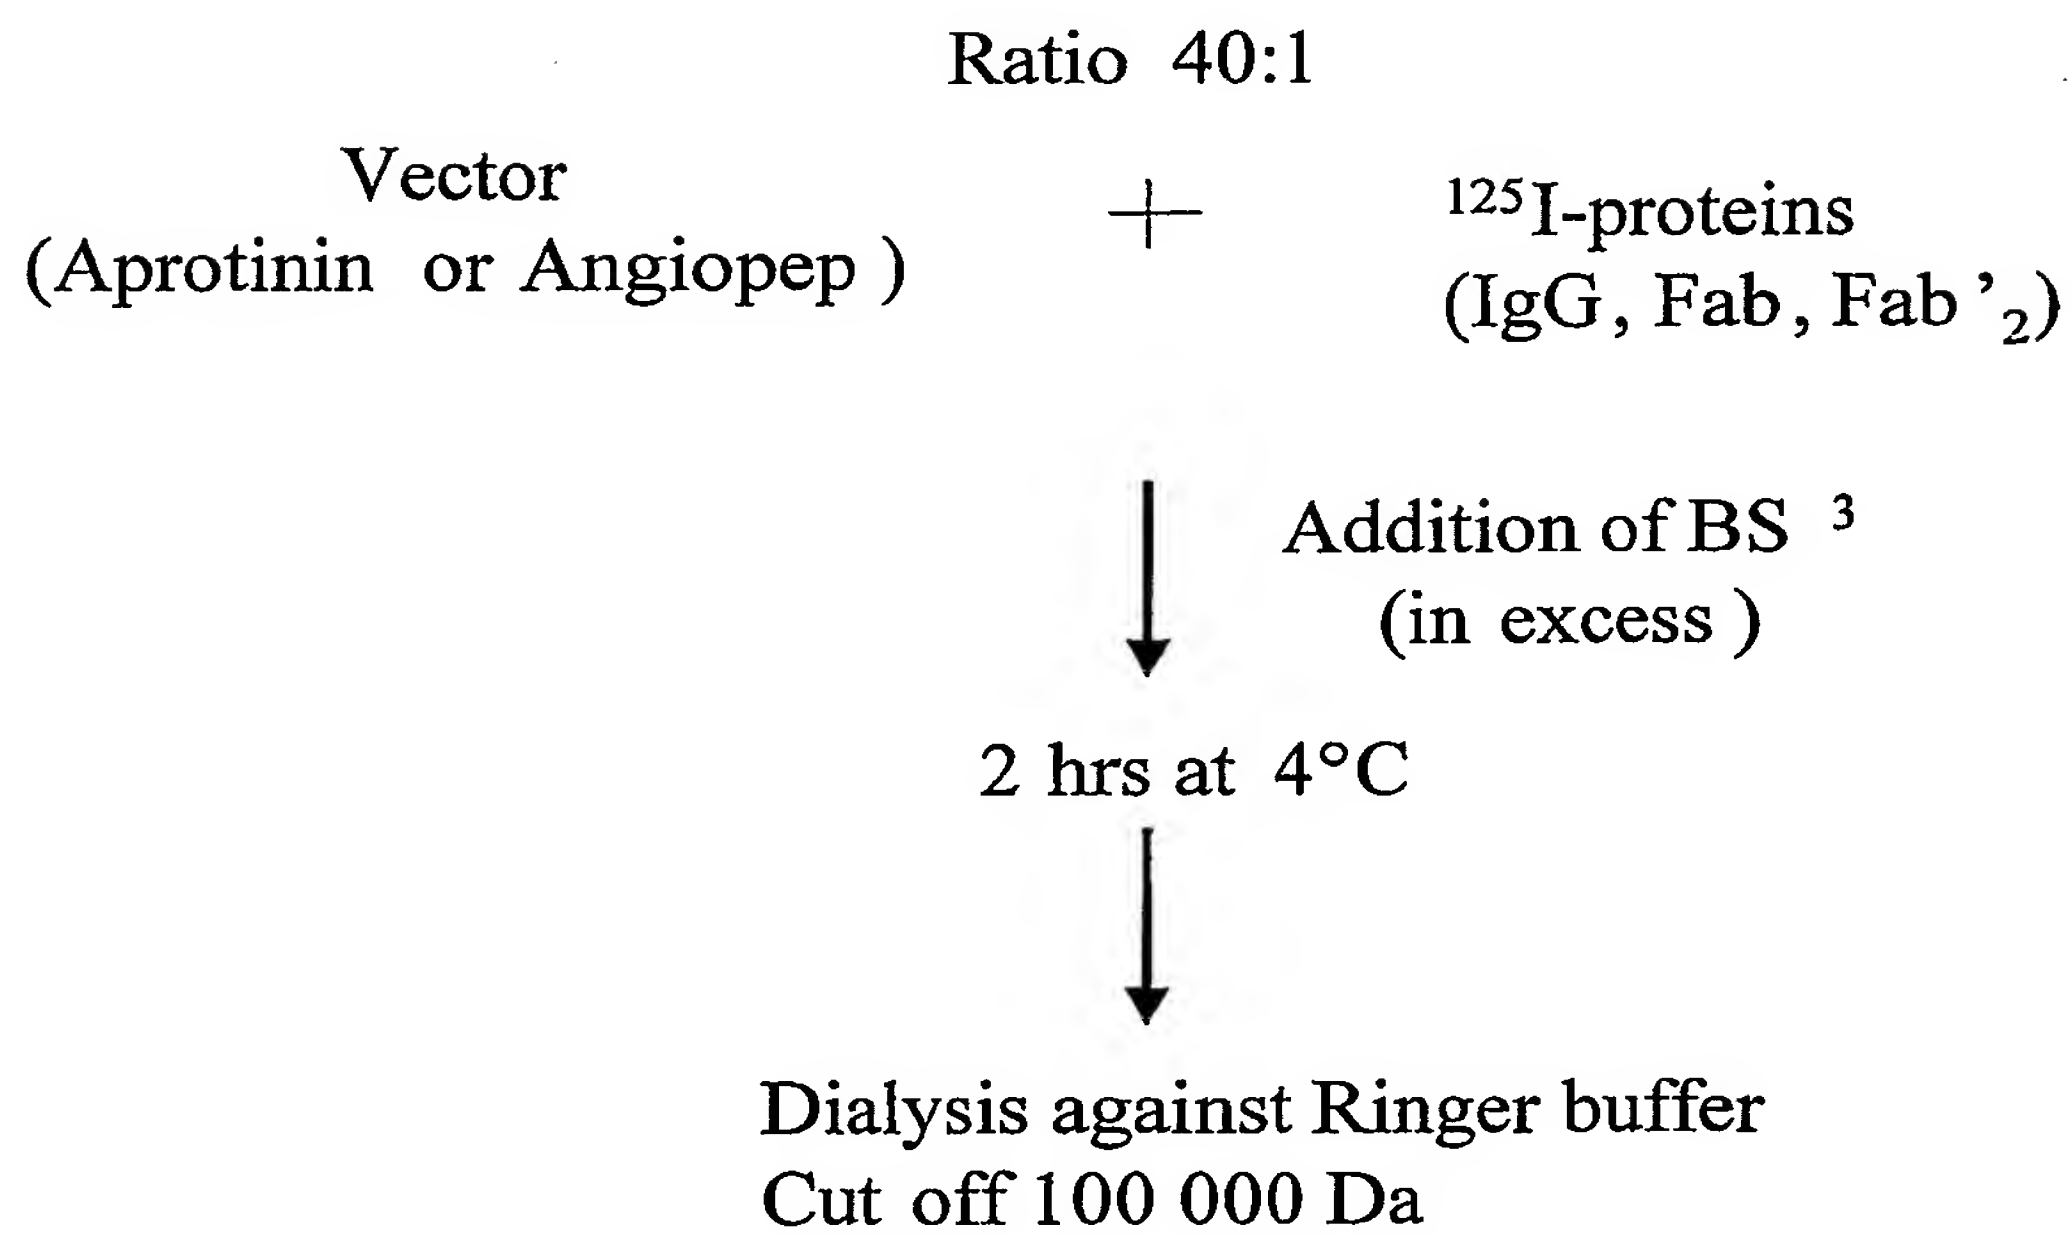 Ratio 40:1
Vector
(Aprotinin or Angiopep )
+
¹²⁵I-proteins
(IgG, Fab, Fab ’₂)
Addition of BS ³
(in excess )
2 hrs at 4°C
Dialysis against Ringer buffer
Cut off 100 000 Da